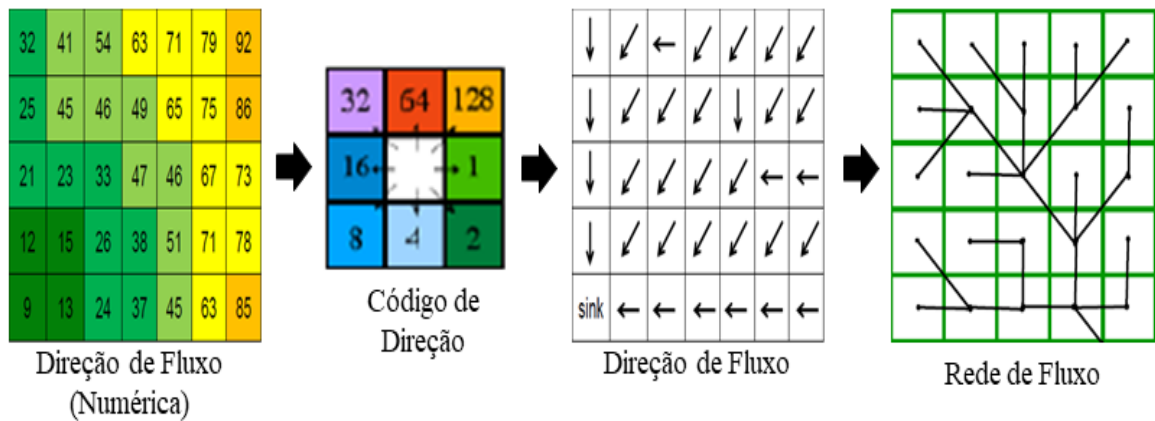 32 41 54 63 71 79 92
25 45 46 49 65 75 86
21 23 33 47 46 67 73
12 15 26 38 51 71 78
9 13 24 37 45 63 85
Direção de Fluxo
(Numérica)
32 64 128
16 1
8 4 2
Código de
Direção
sink
Direção de Fluxo
Rede de Fluxo